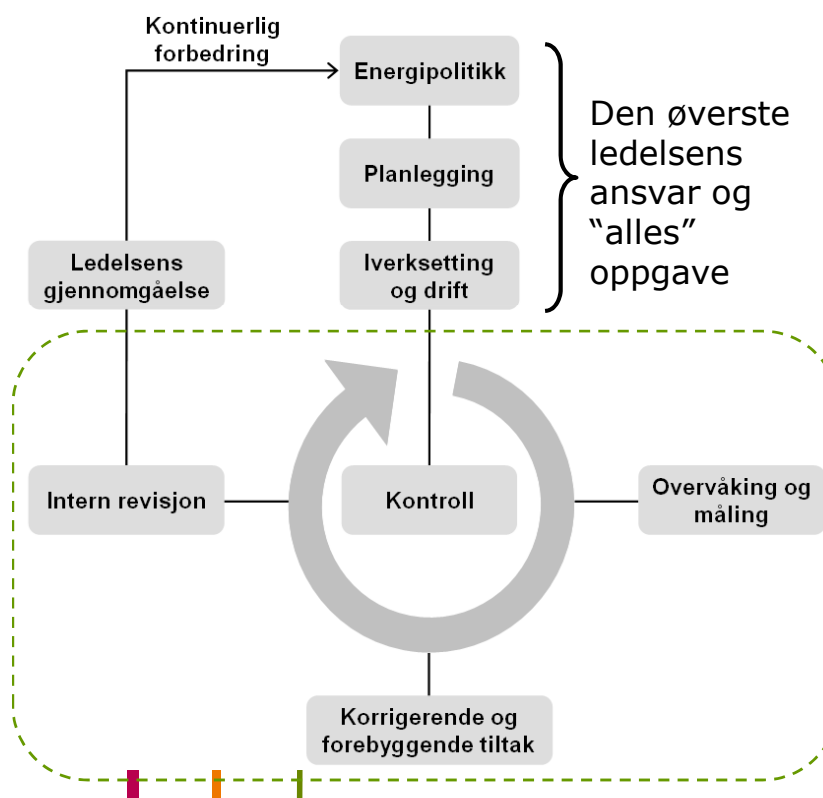 Kontinuerlig
forbedring
Energipolitikk
Planlegging
Iverksetting
og drift
Den øverste
ledelsens
ansvar og
“alles”
oppgave
Ledelsens
gjennomgåelse
Intern revisjon
Kontroll
Overvåking og
måling
Korrigerende og
forebyggende tiltak